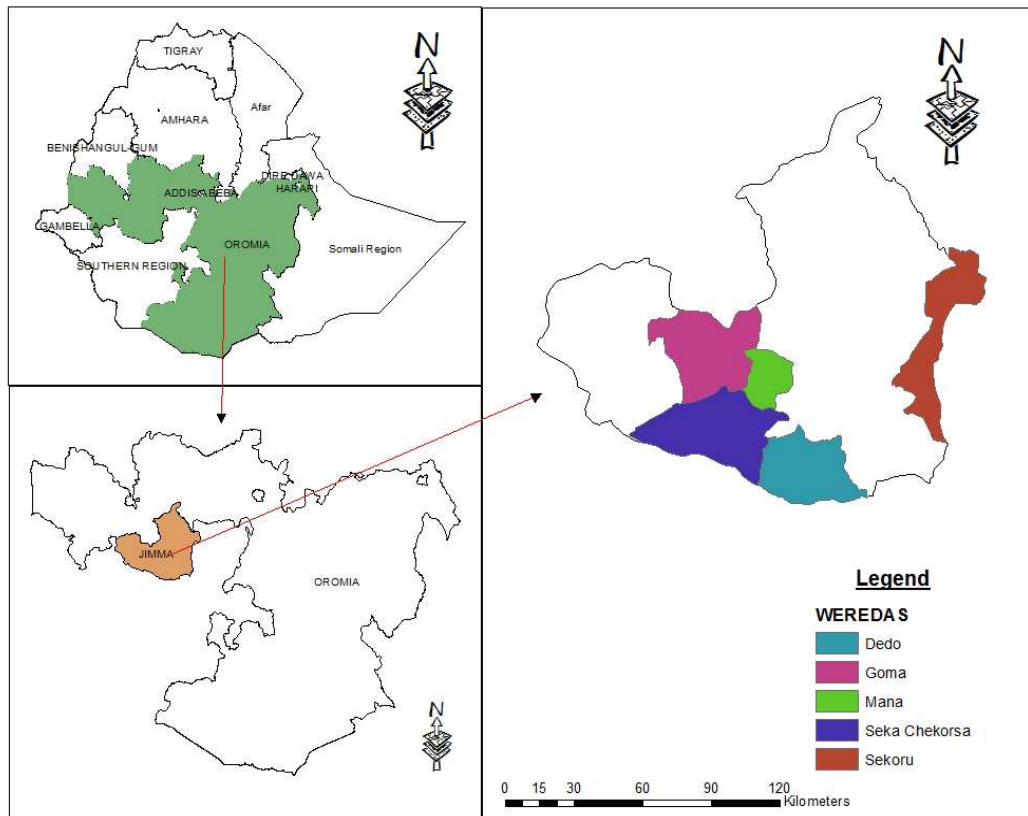 N
TIGRAY
AMHARA
Afar
BENISHANGUL-GUM
DIRE DAWA
ADDIS ABEBA
HARARI
GAMBELLA
OROMIA
Somali Region
SOUTHERN REGION
N
JIMMA
OROMIA
N
Legend
WEREDAS
Dedo
Goma
Mana
Seka Chekorsa
Sekoru
0 15 30 60 90 120
Kilometers